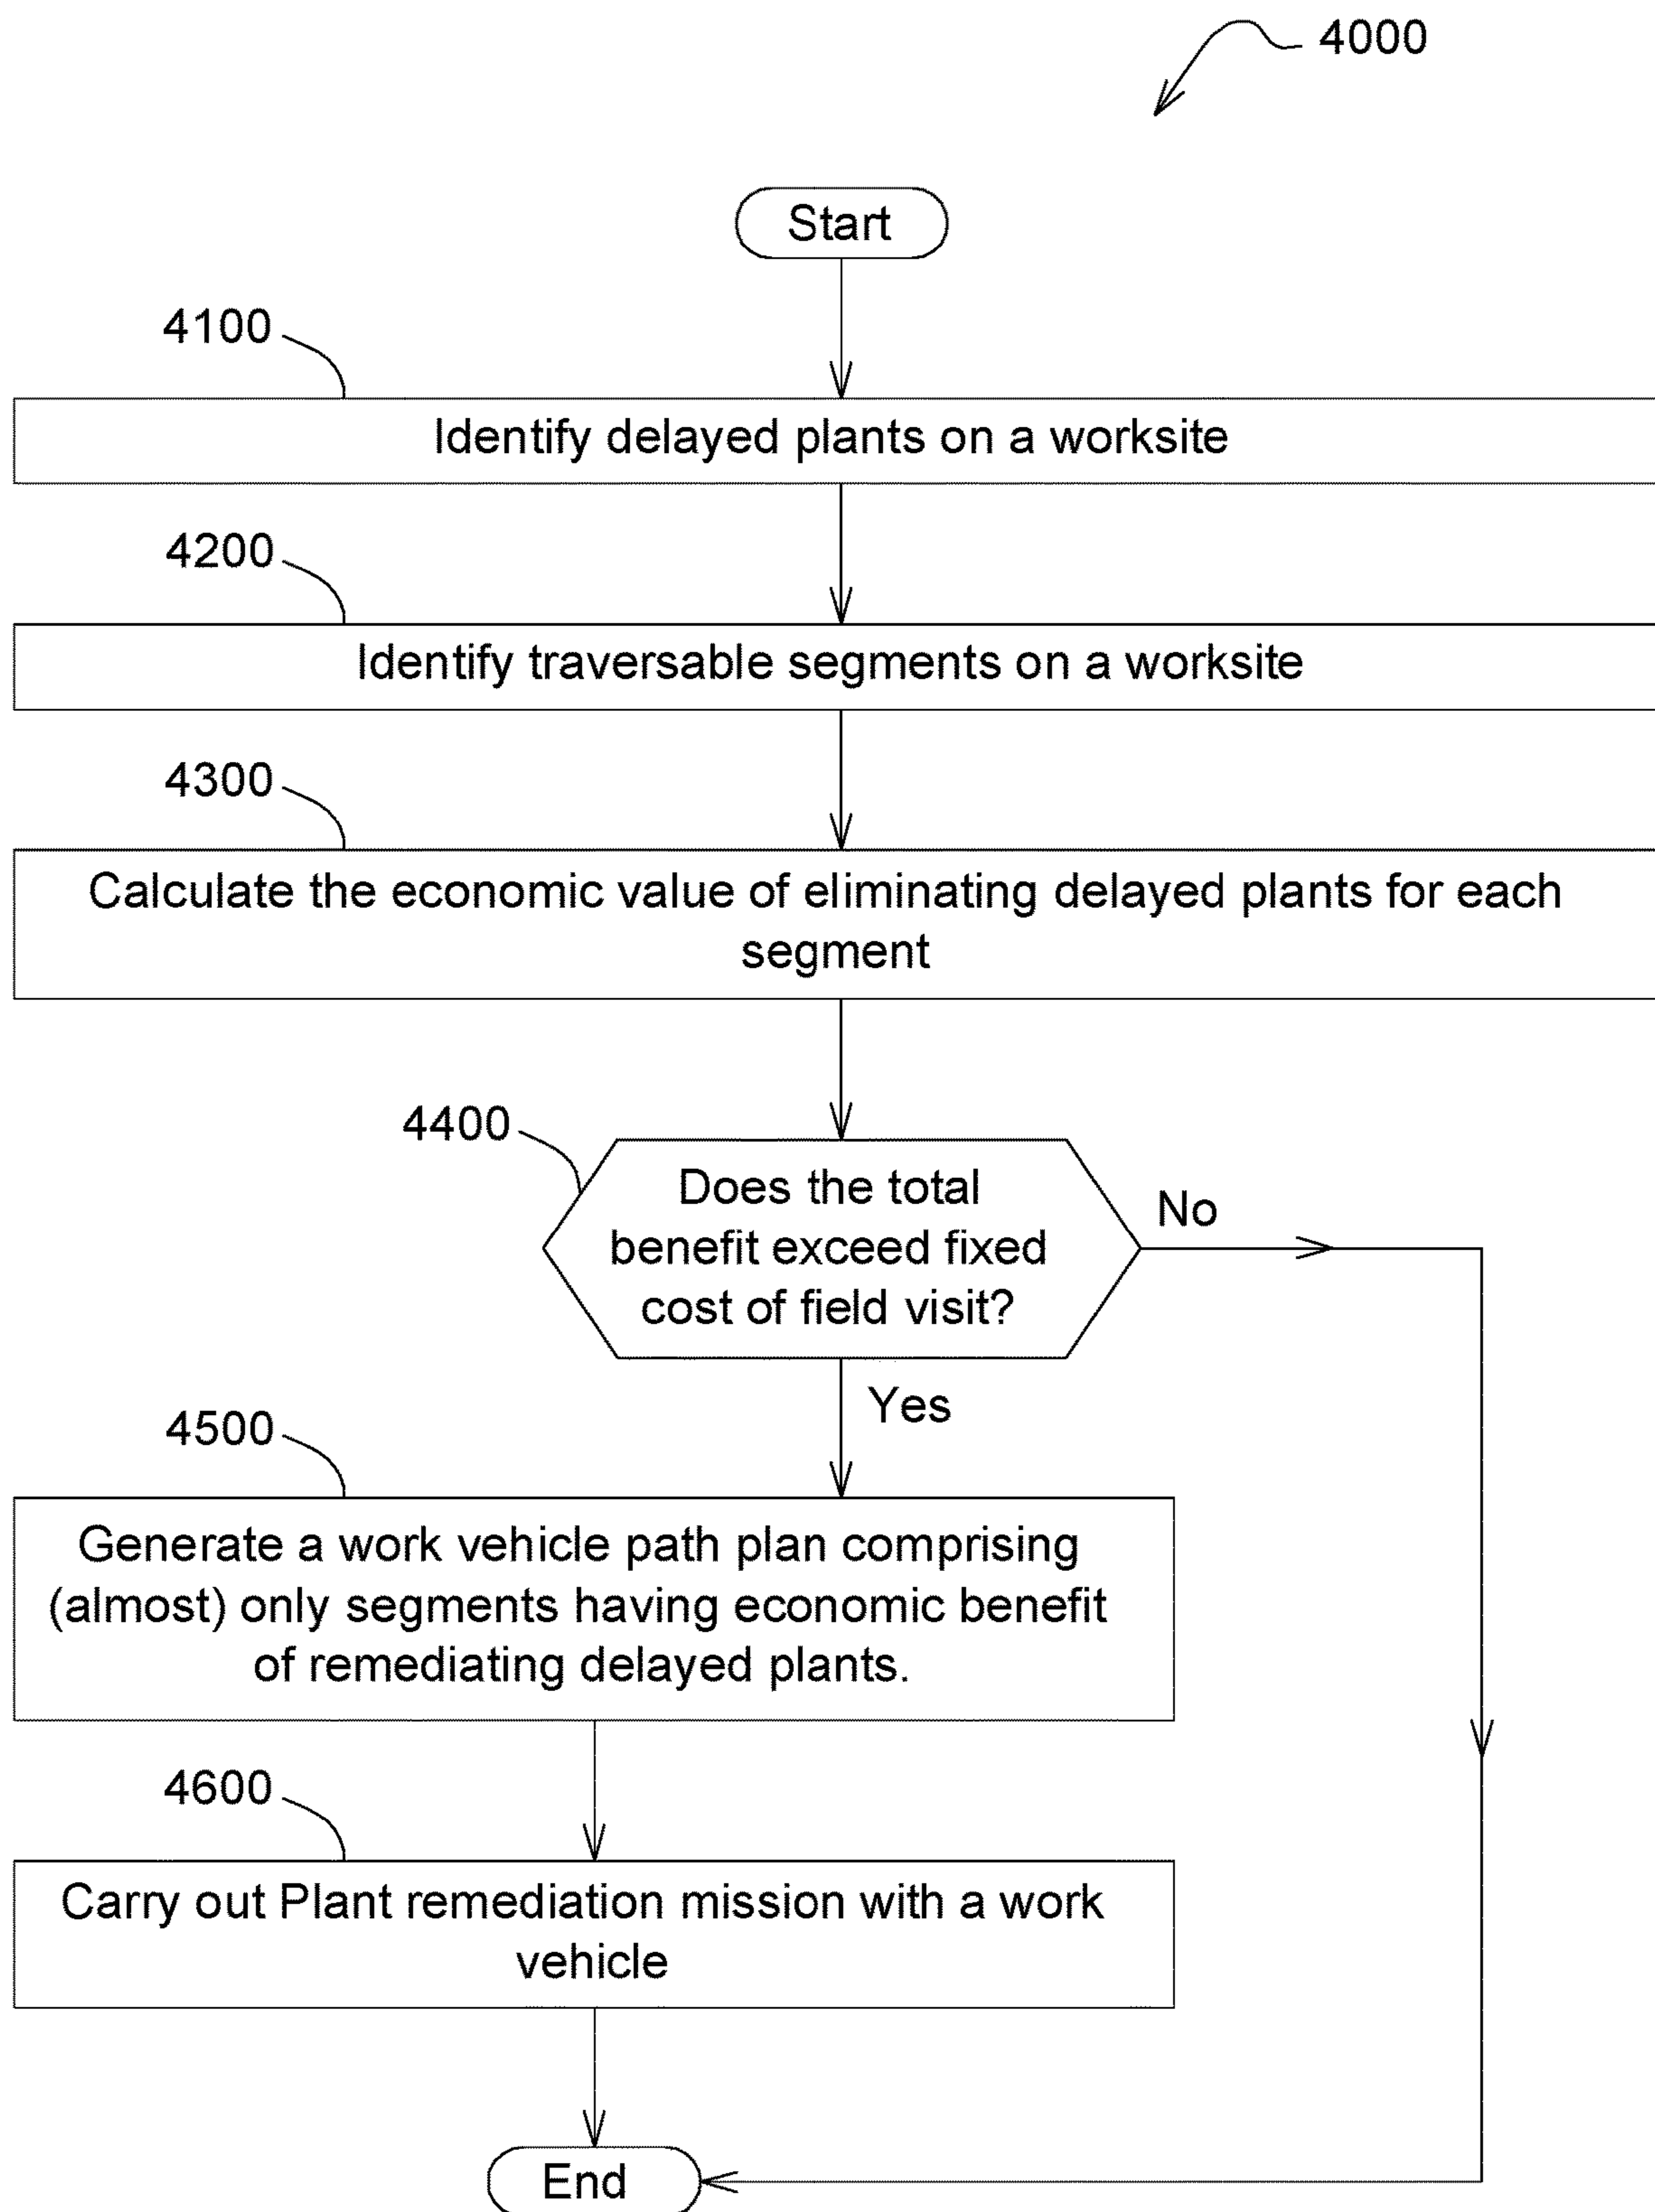 4000
Start
4100
Identify delayed plants on a worksite
4200
Identify traversable segments on a worksite
4300
Calculate the economic value of eliminating delayed plants for each
segment
4400
Does the total
benefit exceed fixed
cost of field visit?
No
Yes
4500
Generate a work vehicle path plan comprising
(almost) only segments having economic benefit
of remediating delayed plants.
4600
Carry out Plant remediation mission with a work
vehicle
End